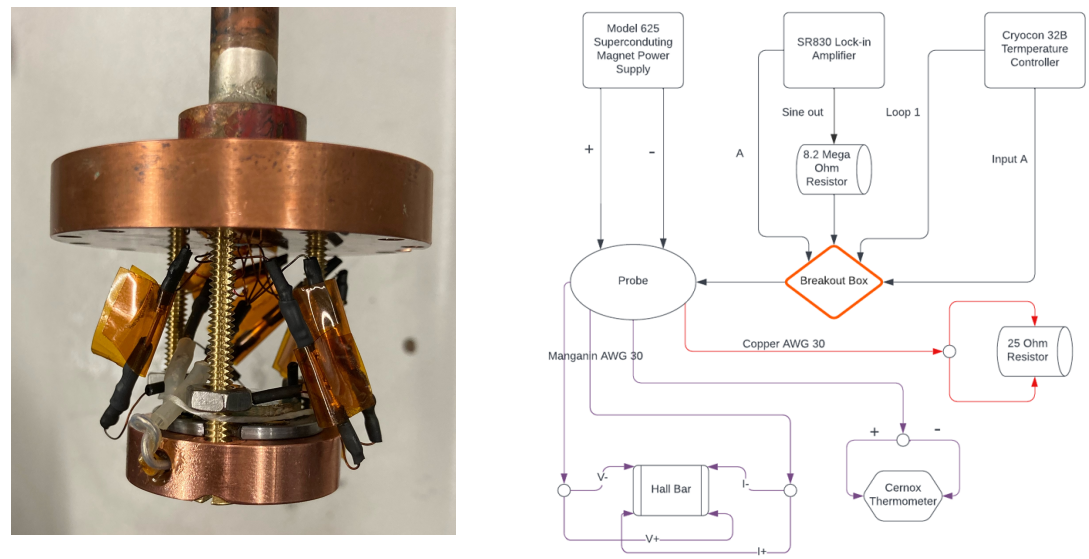 Model 625
Superconduting
Magnet Power
Supply
SR830 Lock-in
Amplifier
Cryocon 32B
Termperature
Controller
Sine out
Loop 1
+
-
A
8.2 Mega
Ohm
Resistor
Input A
Probe
Breakout Box
Manganin AWG 30
Copper AWG 30
25 Ohm
Resistor
+
-
V-
Hall Bar
I-
Cernox
Thermometer
V+
I+